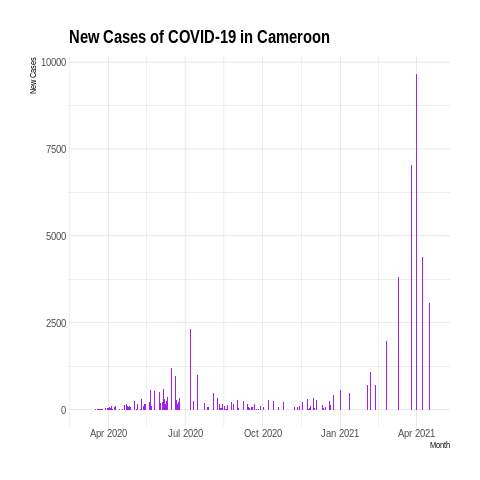 New Cases of COVID-19 in Cameroon
New Cases
10000
7500
5000
2500
0
Apr 2020 Jul 2020 Oct 2020 Jan 2021 Apr 2021
Month